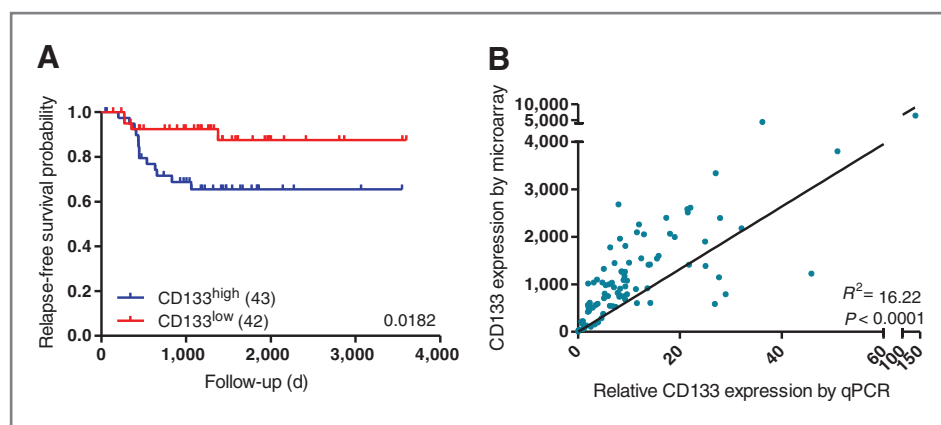 A
Relapse-free survival probability
1.0
0.8
0.6
0.4
0.2
0.0
CD133high (43)
CD133low (42)
0.0182
0
1,000
2,000
3,000
4,000
Follow-up (d)
B
CD133 expression by microarray
10,000
5,000
4,000
3,000
2,000
1,000
0
R2= 16.22
P < 0.0001
0
20
40
60
100
150
Relative CD133 expression by qPCR